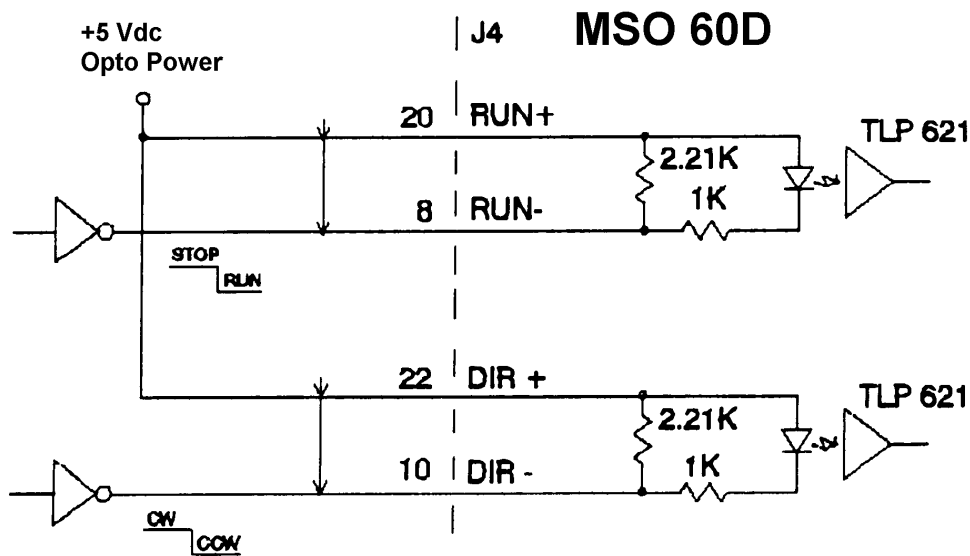 +5 Vdc
Opto Power
J4
MSO 60D
20 RUN+
TLP 621
2.21K
1K
8 RUN-
STOP
RUN
22 DIR +
TLP 621
2.21K
1K
10 DIR -
CW
CCW